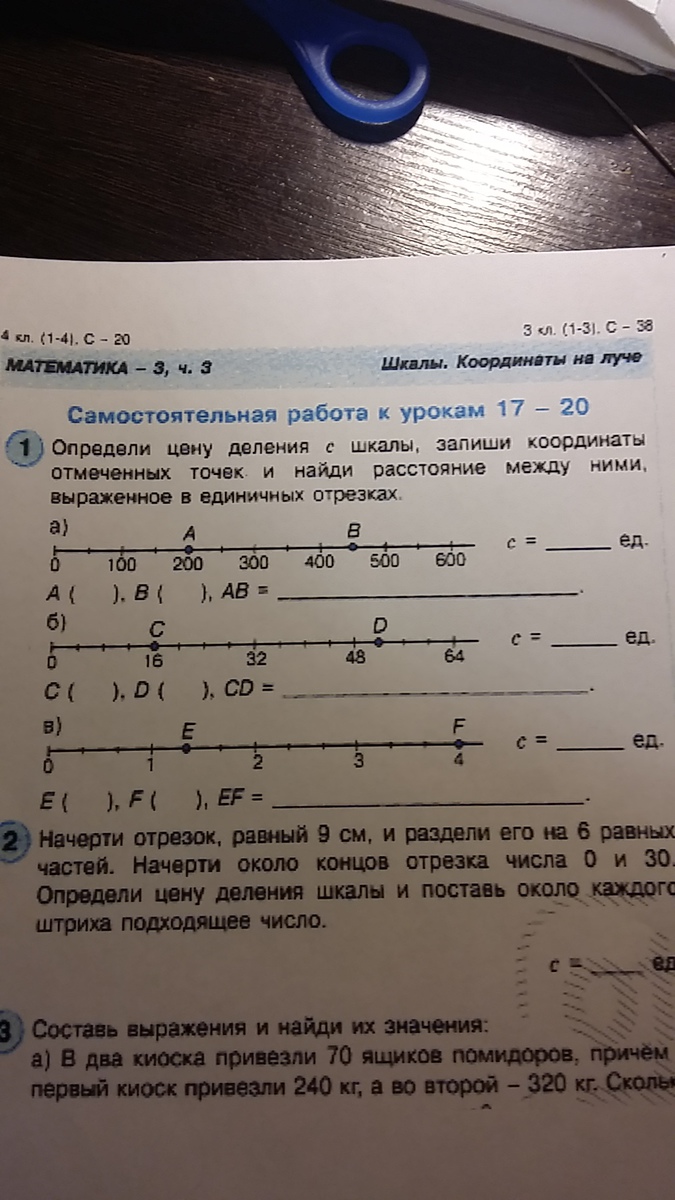 4 кл. (1-4). С – 20
3 кл. (1-3). С – 38
МАТЕМАТИКА – 3, ч. 3
Шкалы. Координаты на луче
Самостоятельная работа к урокам 17 – 20
1 Определи цену деления с шкалы, запиши координаты
отмеченных точек и найди расстояние между ними,
выраженное в единичных отрезках.
а)
A B
0 100 200 300 400 500 600
c = ______ ед.
A ( ), B ( ), AB = ______.
б)
C D
0 16 32 48 64
c = ______ ед.
C ( ), D ( ), CD = ______.
в)
E F
0 1 2 3 4
c = ______ ед.
E ( ), F ( ), EF = ______.
2 Начерти отрезок, равный 9 см, и раздели его на 6 равных
частей. Начерти около концов отрезка числа 0 и 30.
Определи цену деления шкалы и поставь около каждого
штриха подходящее число.
c = ______ ед
3 Составь выражения и найди их значения:
а) В два киоска привезли 70 ящиков помидоров, причём
первый киоск привезли 240 кг, а во второй – 320 кг. Сколь